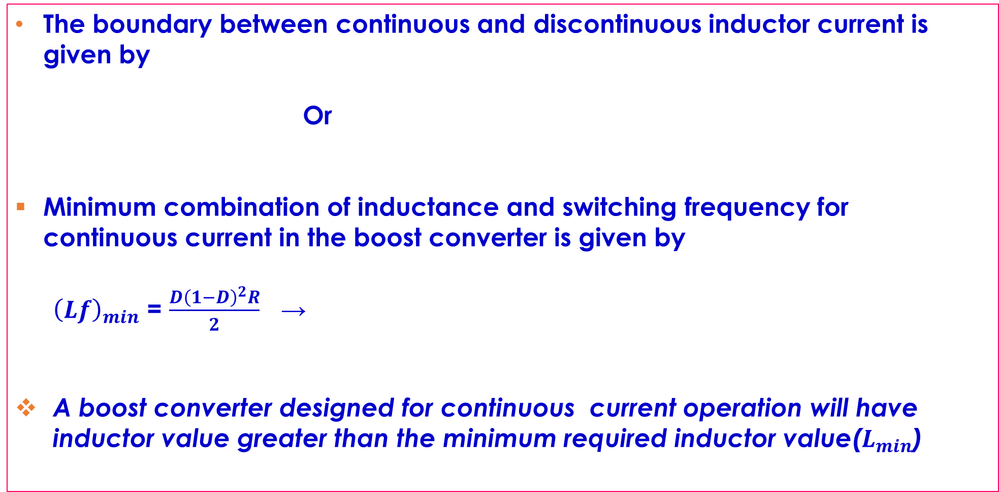 • The boundary between continuous and discontinuous inductor current is
given by
Or
▪ Minimum combination of inductance and switching frequency for
continuous current in the boost converter is given by
$(Lf)_{min} = \frac{D(1-D)^2R}{2} \rightarrow$
❖ A boost converter designed for continuous current operation will have
inductor value greater than the minimum required inductor value($L_{min}$)